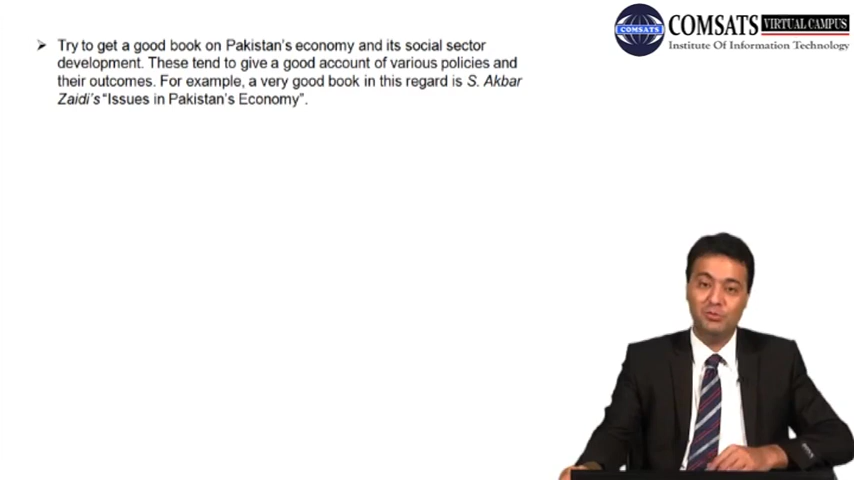 COMSATS VIRTUAL CAMPUS
Institute Of Information Technology
COMSATS
➢ Try to get a good book on Pakistan's economy and its social sector
development. These tend to give a good account of various policies and
their outcomes. For example, a very good book in this regard is S. Akbar
Zaidi's "Issues in Pakistan's Economy".